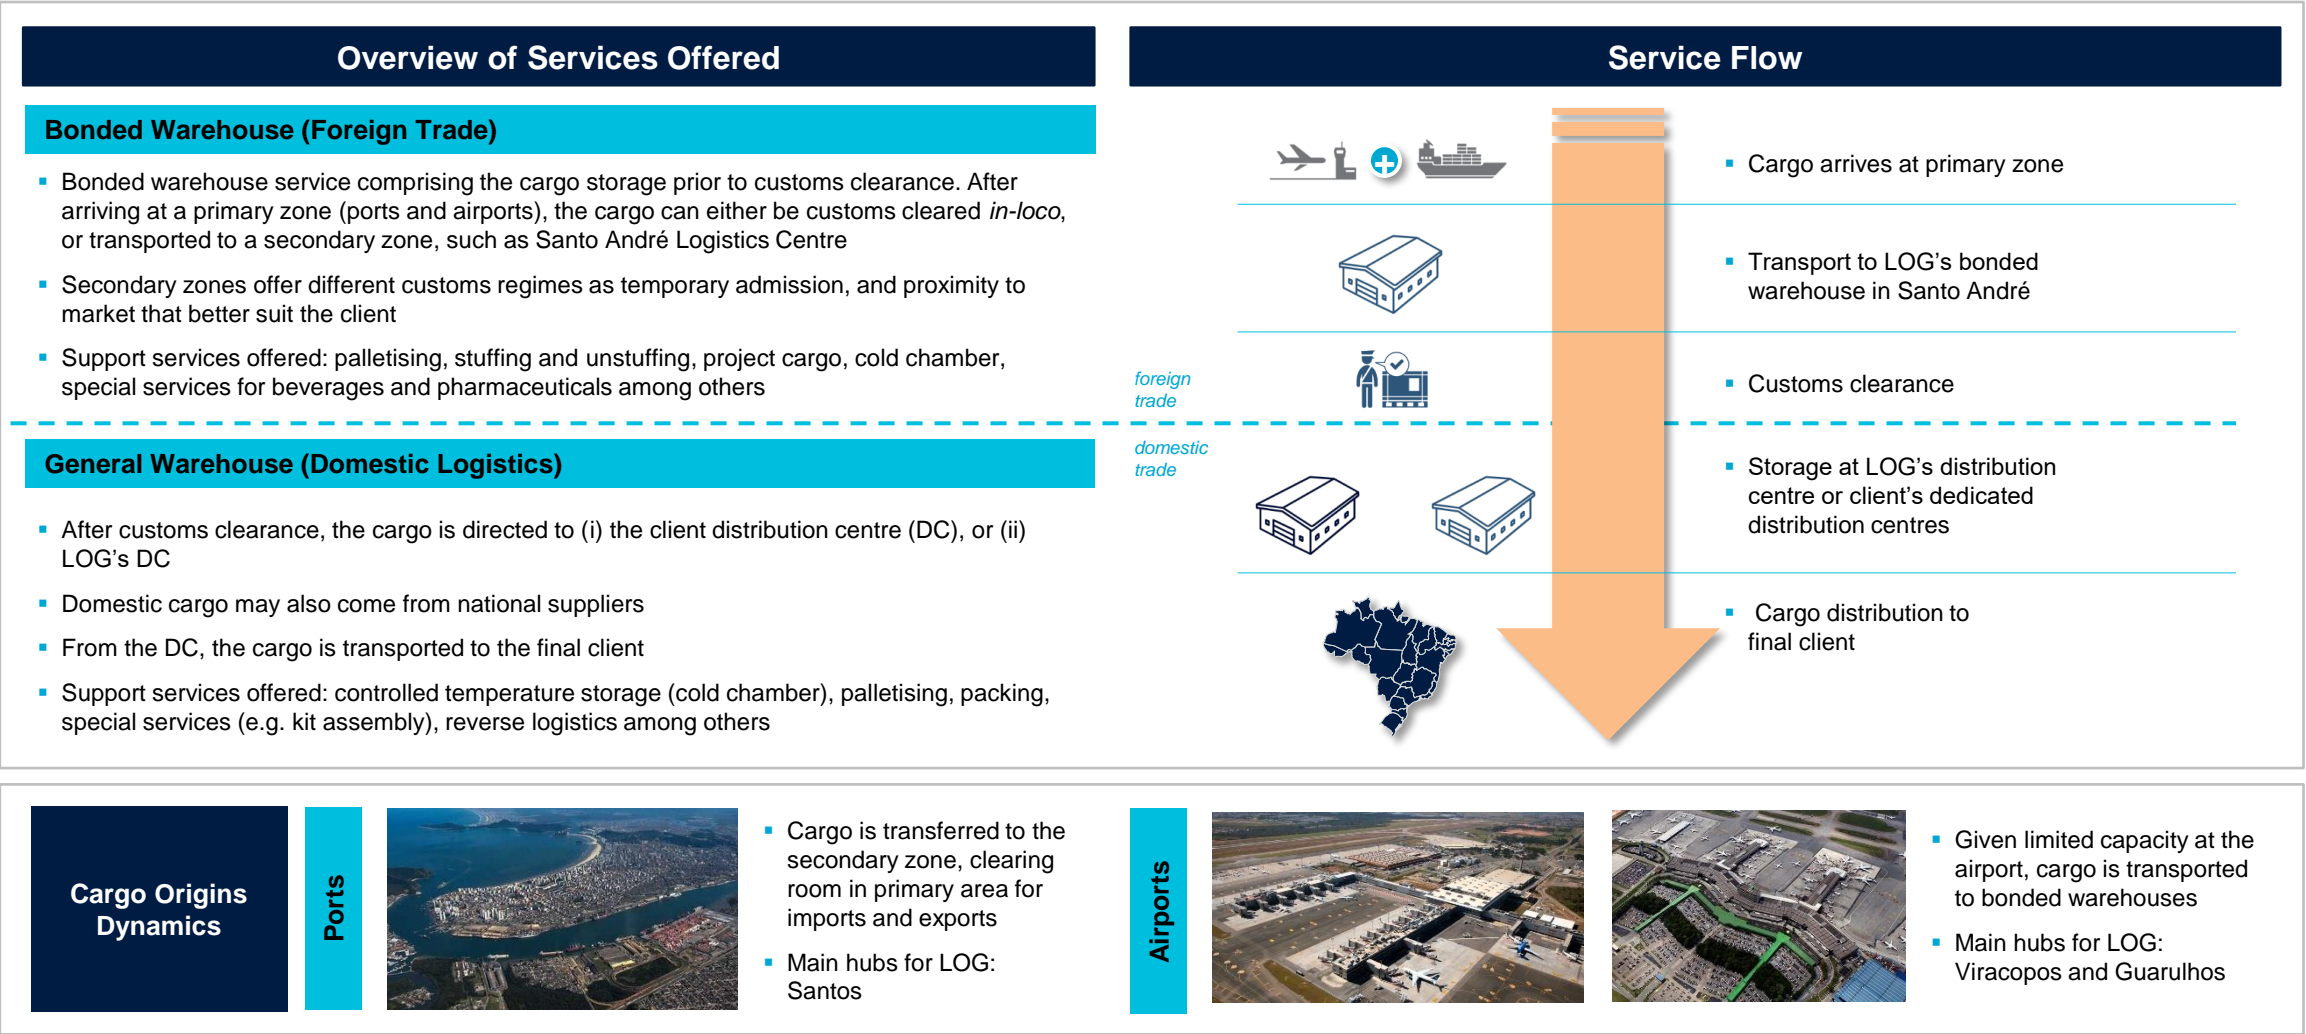 Overview of Services Offered
Bonded Warehouse (Foreign Trade)
Bonded warehouse service comprising the cargo storage prior to customs clearance. After
arriving at a primary zone (ports and airports), the cargo can either be customs cleared in-loco,
or transported to a secondary zone, such as Santo André Logistics Centre
Secondary zones offer different customs regimes as temporary admission, and proximity to
market that better suit the client
Support services offered: palletising, stuffing and unstuffing, project cargo, cold chamber,
special services for beverages and pharmaceuticals among others
General Warehouse (Domestic Logistics)
After customs clearance, the cargo is directed to (i) the client distribution centre (DC), or (ii)
LOG's DC
Domestic cargo may also come from national suppliers
From the DC, the cargo is transported to the final client
Support services offered: controlled temperature storage (cold chamber), palletising, packing,
special services (e.g. kit assembly), reverse logistics among others
Service Flow
Cargo arrives at primary zone
Transport to LOG's bonded
warehouse in Santo André
foreign
trade
Customs clearance
domestic
trade
Storage at LOG's distribution
centre or client's dedicated
distribution centres
Cargo distribution to
final client
Cargo Origins
Dynamics
Ports
Cargo is transferred to the
secondary zone, clearing
room in primary area for
imports and exports
Main hubs for LOG:
Santos
Airports
Given limited capacity at the
airport, cargo is transported
to bonded warehouses
Main hubs for LOG:
Viracopos and Guarulhos